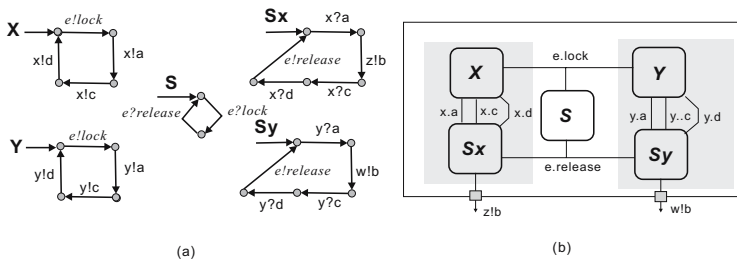 X
e!lock
x!d
x!a
x!c
S
e?release
e?lock
Sx
x?a
e!release
z!b
x?d
x?c
Y
e!lock
y!d
y!a
y!c
Sy
y?a
e!release
w!b
y?d
y?c
(a)
X
e.lock
Y
x.a
x.c
x.d
S
y.a
y..c
y.d
Sx
e.release
Sy
z!b
w!b
(b)